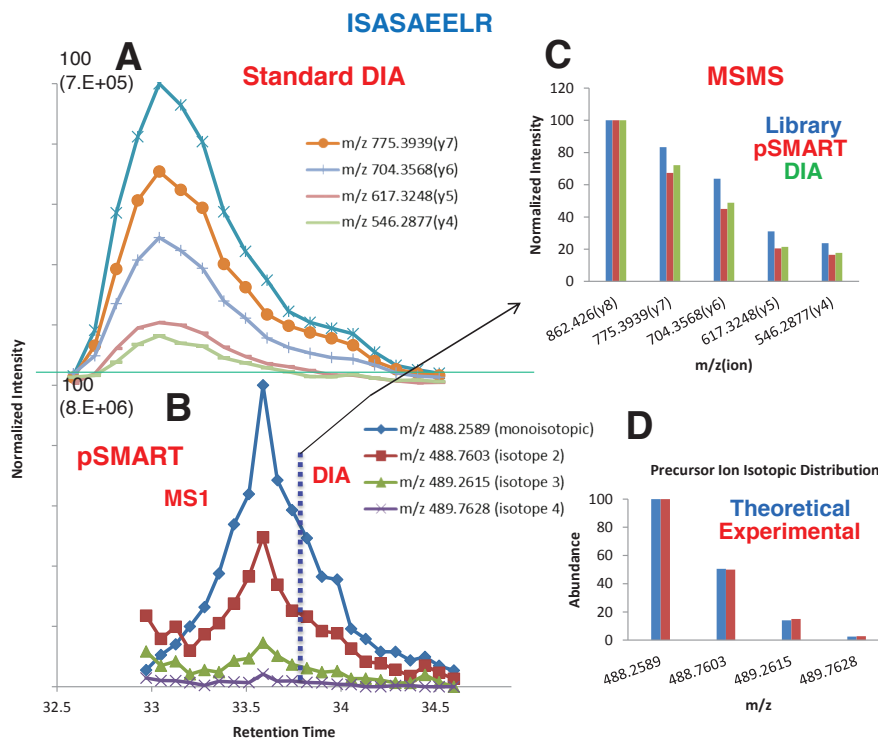 ISASAEELR
A
100
(7.E+05)
Standard DIA
m/z 775.3939(y7)
m/z 704.3568(y6)
m/z 617.3248(y5)
m/z 546.2877(y4)
Normalized Intensity
100
(8.E+06)
B
pSMART
MS1
DIA
m/z 488.2589 (monoisotopic)
m/z 488.7603 (isotope 2)
m/z 489.2615 (isotope 3)
m/z 489.7628 (isotope 4)
32.5
33
33.5
34
34.5
Retention Time
C
MSMS
Library
pSMART
DIA
Normalized Intensity
120
100
80
60
40
20
0
862.426(y8)
775.3939(y7)
704.3568(y6)
617.3248(y5)
546.2877(y4)
m/z(ion)
D
Precursor Ion Isotopic Distribution
Theoretical
Experimental
Abundance
100
80
60
40
20
0
488.2589
488.7603
489.2615
489.7628
m/z